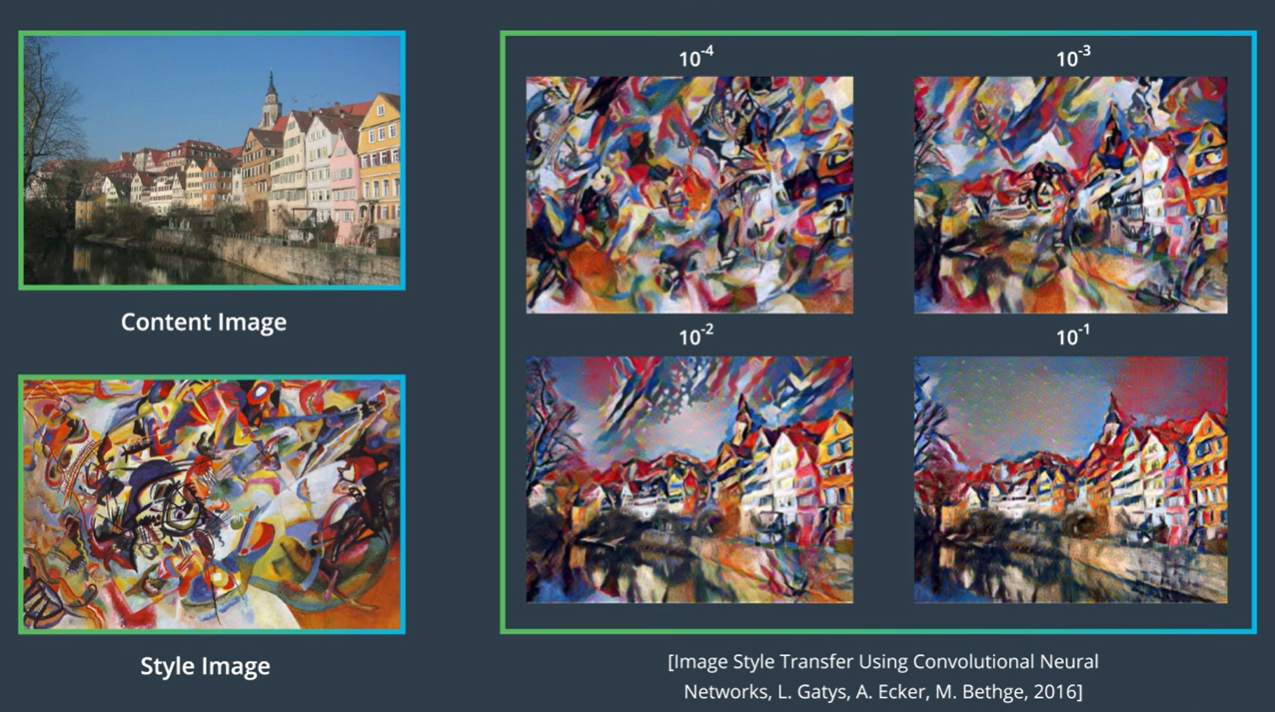 10⁻⁴
10⁻³
10⁻²
10⁻¹
Content Image
Style Image
[Image Style Transfer Using Convolutional Neural
Networks, L. Gatys, A. Ecker, M. Bethge, 2016]